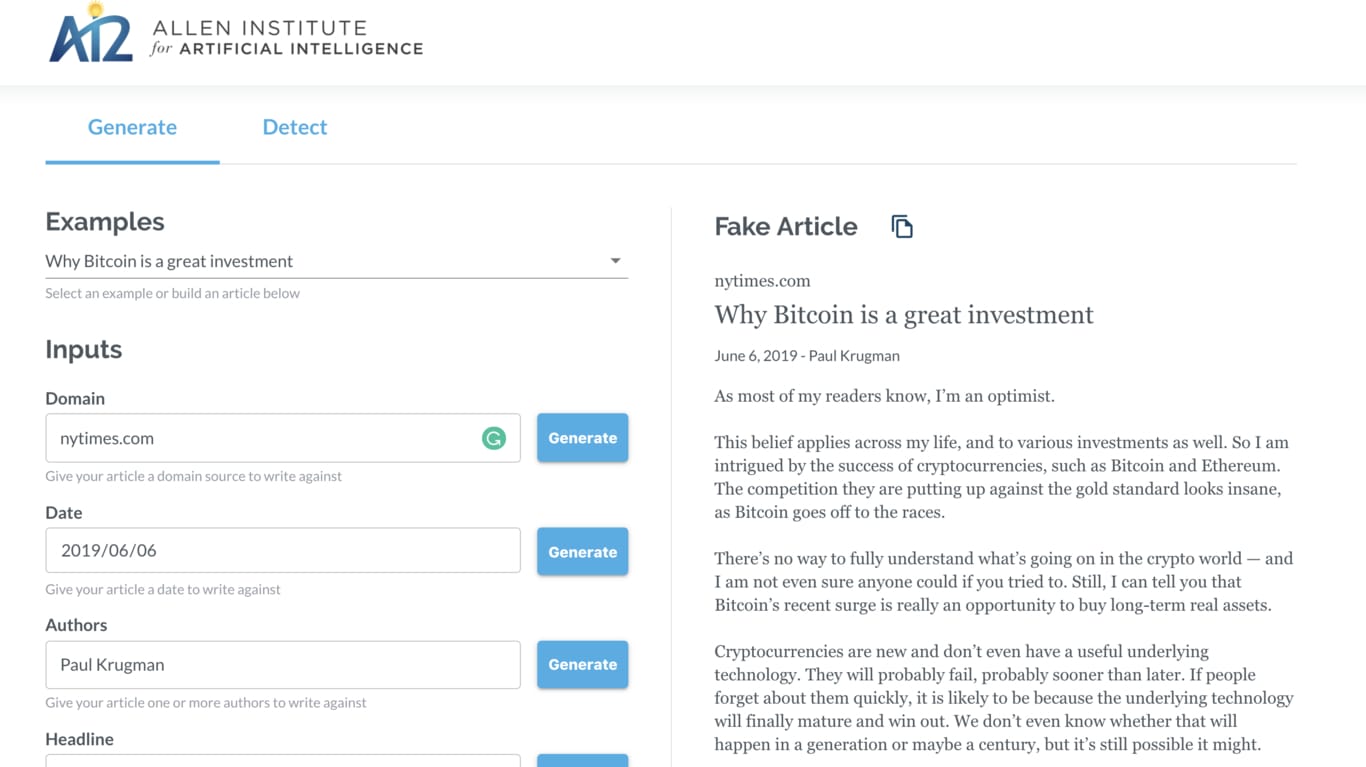 AI2
ALLEN INSTITUTE
for ARTIFICIAL INTELLIGENCE
Generate
Detect
Examples
Why Bitcoin is a great investment
Select an example or build an article below
Inputs
Domain
nytimes.com
Generate
Give your article a domain source to write against
Date
2019/06/06
Generate
Give your article a date to write against
Authors
Paul Krugman
Generate
Give your article one or more authors to write against
Headline
Fake Article
nytimes.com
Why Bitcoin is a great investment
June 6, 2019 - Paul Krugman
As most of my readers know, I’m an optimist.
This belief applies across my life, and to various investments as well. So I am
intrigued by the success of cryptocurrencies, such as Bitcoin and Ethereum.
The competition they are putting up against the gold standard looks insane,
as Bitcoin goes off to the races.
There’s no way to fully understand what’s going on in the crypto world — and
I am not even sure anyone could if you tried to. Still, I can tell you that
Bitcoin’s recent surge is really an opportunity to buy long-term real assets.
Cryptocurrencies are new and don’t even have a useful underlying
technology. They will probably fail, probably sooner than later. If people
forget about them quickly, it is likely to be because the underlying technology
will finally mature and win out. We don’t even know whether that will
happen in a generation or maybe a century, but it’s still possible it might.